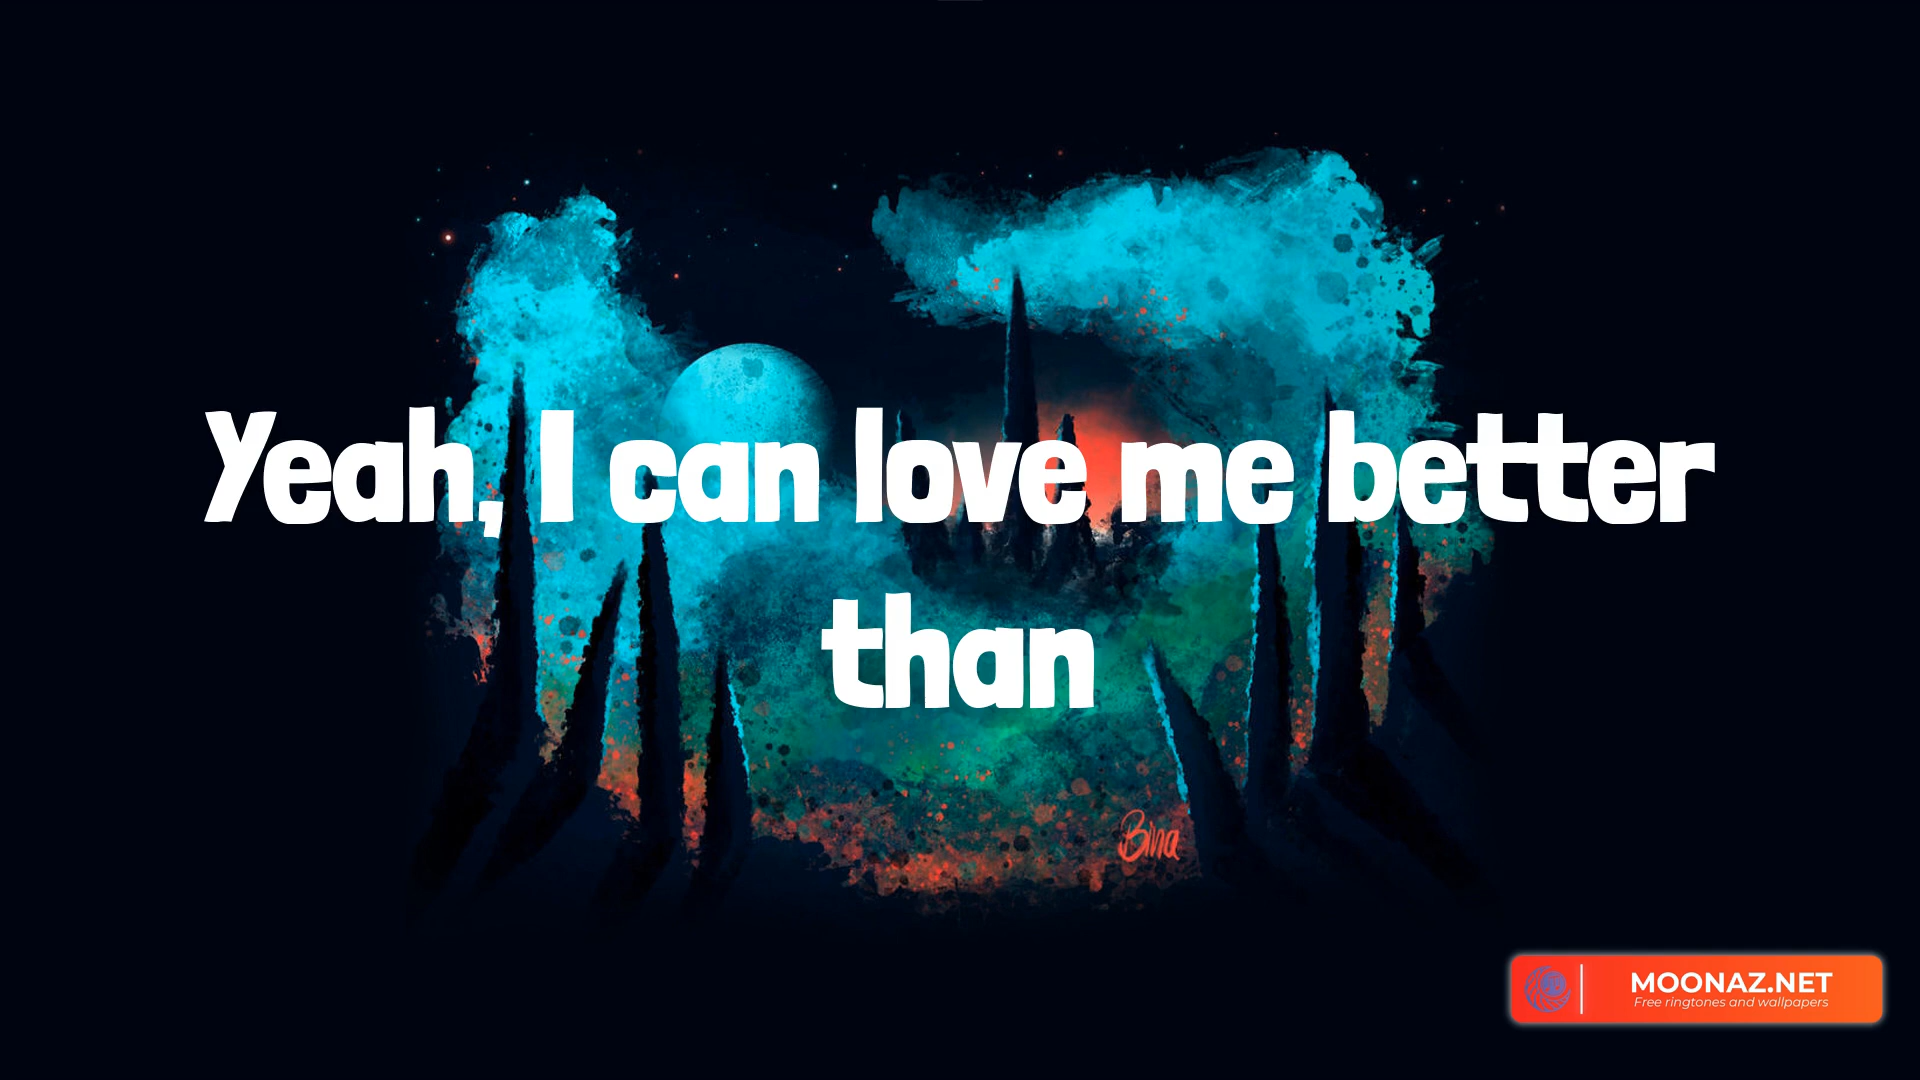 Yeah, I can love me better
than
Bina
MOONAZ.NET
Free ringtones and wallpapers